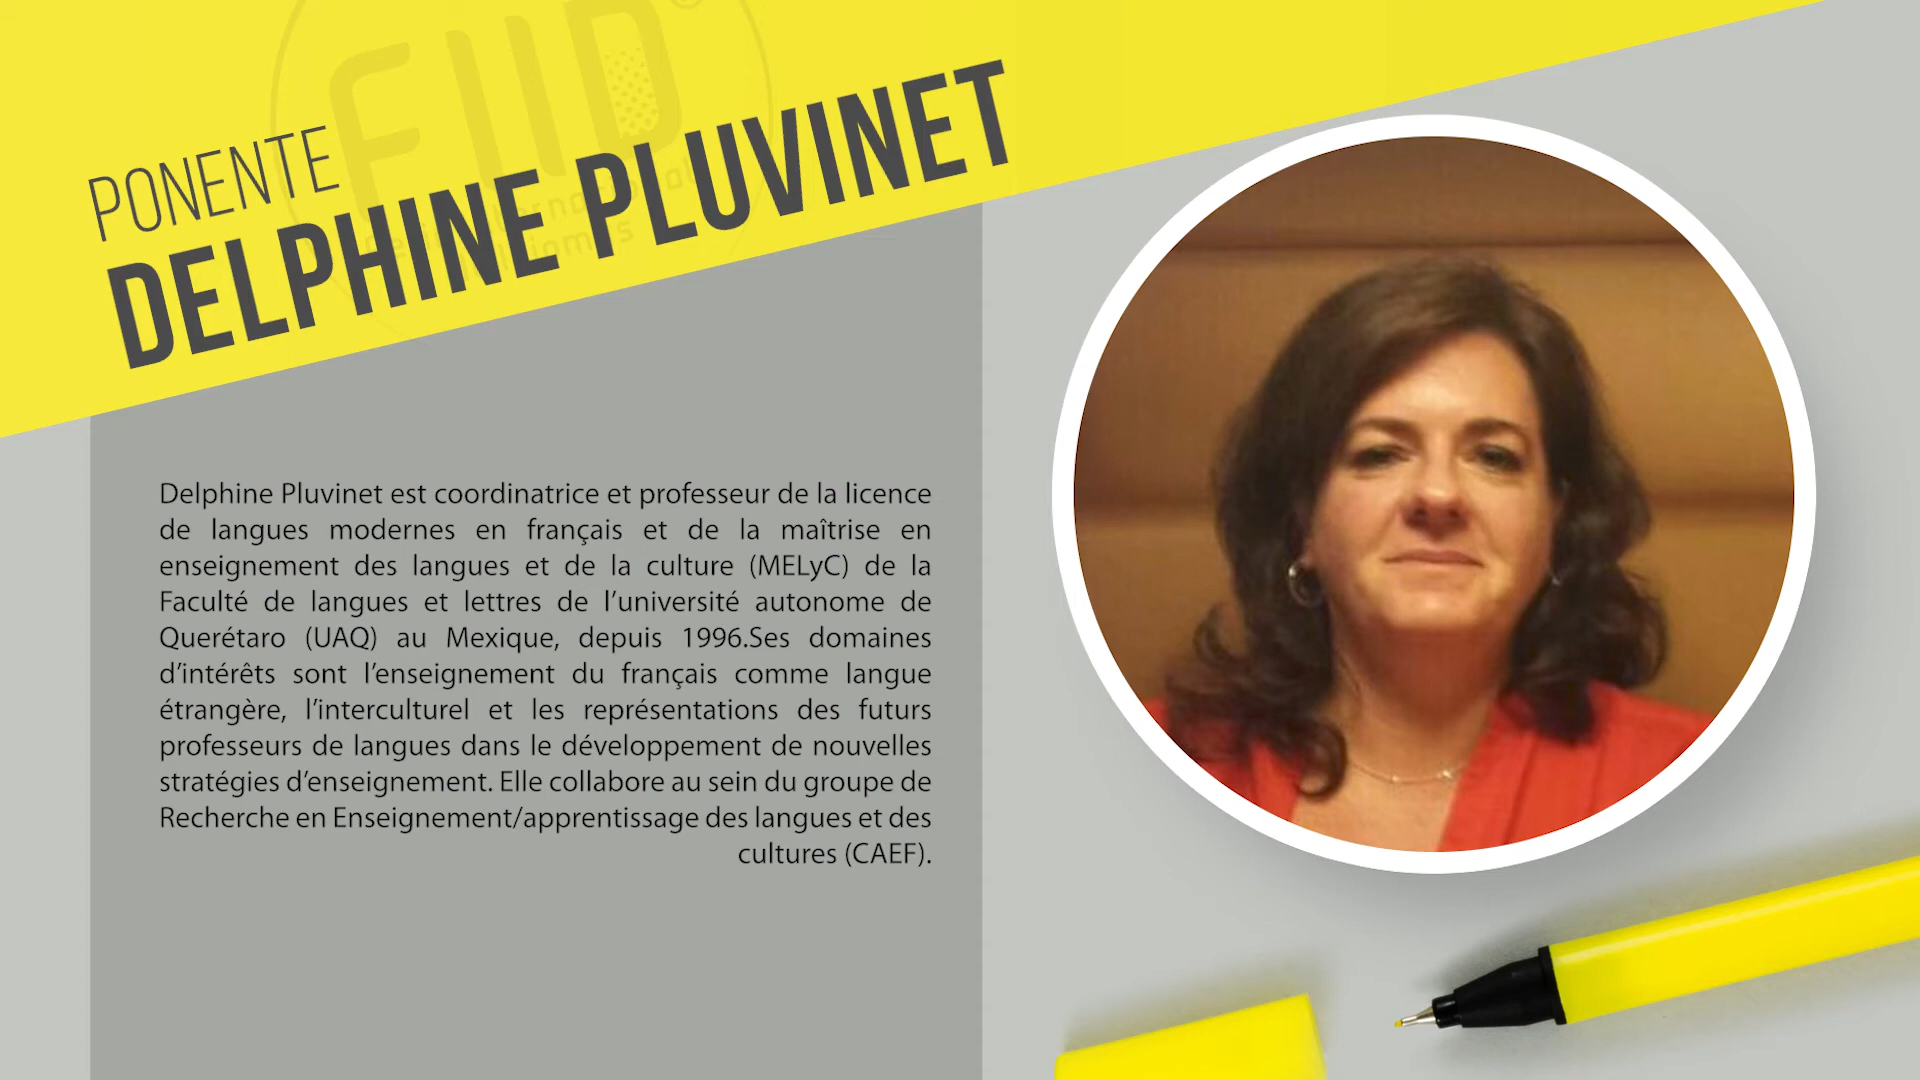 FIID
PONENTE
DELPHINE PLUVINET
Delphine Pluvinet est coordinatrice et professeur de la licence
de langues modernes en français et de la maîtrise en
enseignement des langues et de la culture (MELyC) de la
Faculté de langues et lettres de l’université autonome de
Querétaro (UAQ) au Mexique, depuis 1996.Ses domaines
d’intérêts sont l’enseignement du français comme langue
étrangère, l’interculturel et les représentations des futurs
professeurs de langues dans le développement de nouvelles
stratégies d’enseignement. Elle collabore au sein du groupe de
Recherche en Enseignement/apprentissage des langues et des
cultures (CAEF).